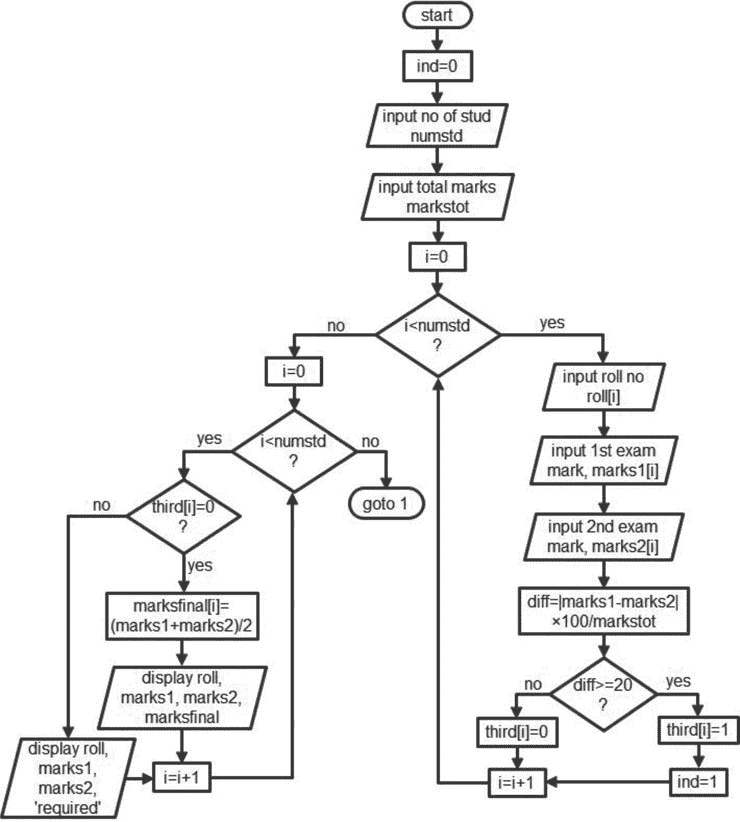 start
ind=0
input no of stud
numstd
input total marks
markstot
i=0
i<numstd
?
no
yes
i=0
i<numstd
?
yes
no
goto 1
third[i]=0
?
no
yes
marksfinal[i]=
(marks1+marks2)/2
display roll,
marks1, marks2,
marksfinal
display roll,
marks1,
marks2,
'required'
i=i+1
input roll no
roll[i]
input 1st exam
mark, marks1[i]
input 2nd exam
mark, marks2[i]
diff=|marks1-marks2|
×100/markstot
diff>=20
?
no
yes
third[i]=0
third[i]=1
i=i+1
ind=1